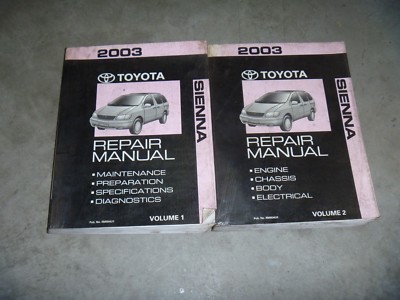 2003
TOYOTA
SIENNA
REPAIR
MANUAL
▪ MAINTENANCE
▪ PREPARATION
▪ SPECIFICATIONS
▪ DIAGNOSTICS
VOLUME 1
2003
TOYOTA
SIENNA
REPAIR
MANUAL
▪ ENGINE
▪ CHASSIS
▪ BODY
▪ ELECTRICAL
VOLUME 2